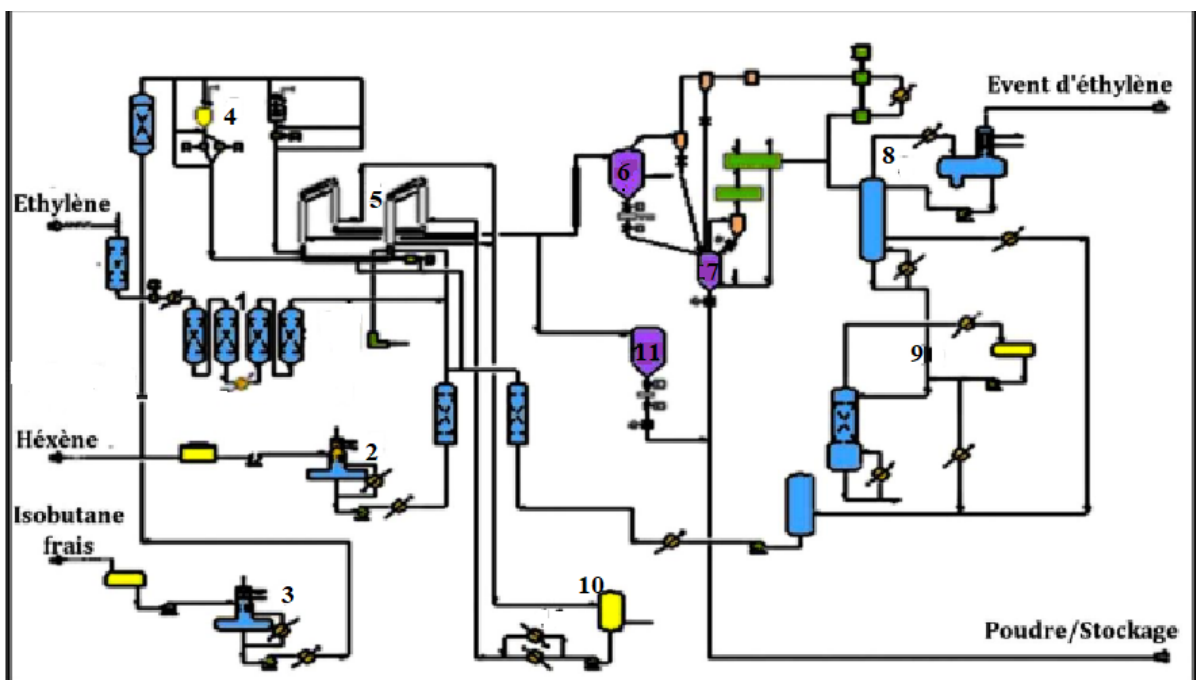 Event d'éthylène
4
8
6
5
Ethylène
7
1
11
9
Héxène
2
Isobutane
frais
3
10
Poudre/Stockage